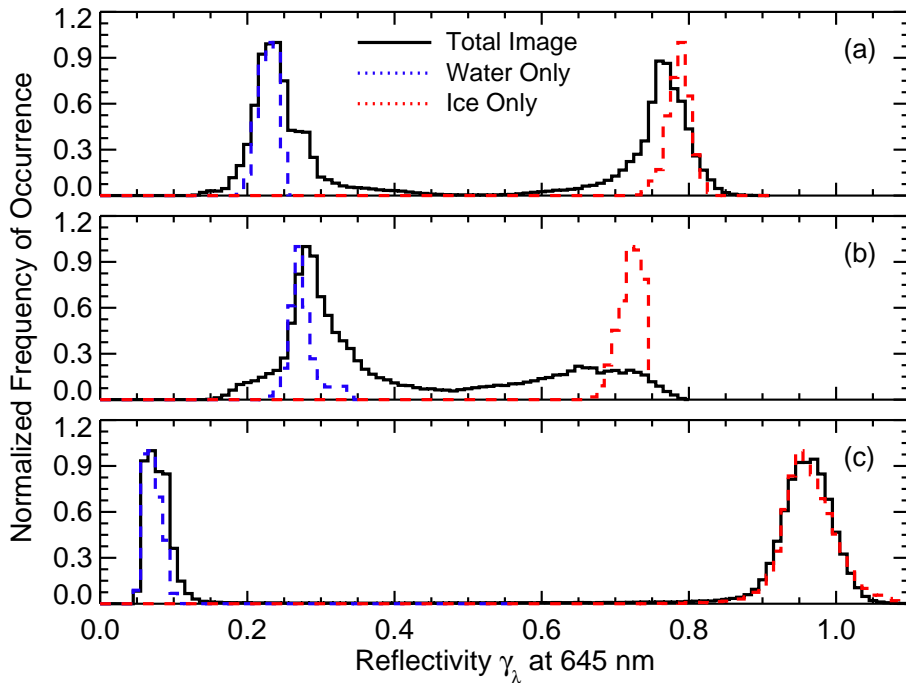 Normalized Frequency of Occurrence
1.2
0.9
0.6
0.3
0.0
Total Image
Water Only
Ice Only
(a)
1.2
0.9
0.6
0.3
0.0
(b)
1.2
0.9
0.6
0.3
0.0
(c)
0.0 0.2 0.4 0.6 0.8 1.0
Reflectivity γλ at 645 nm